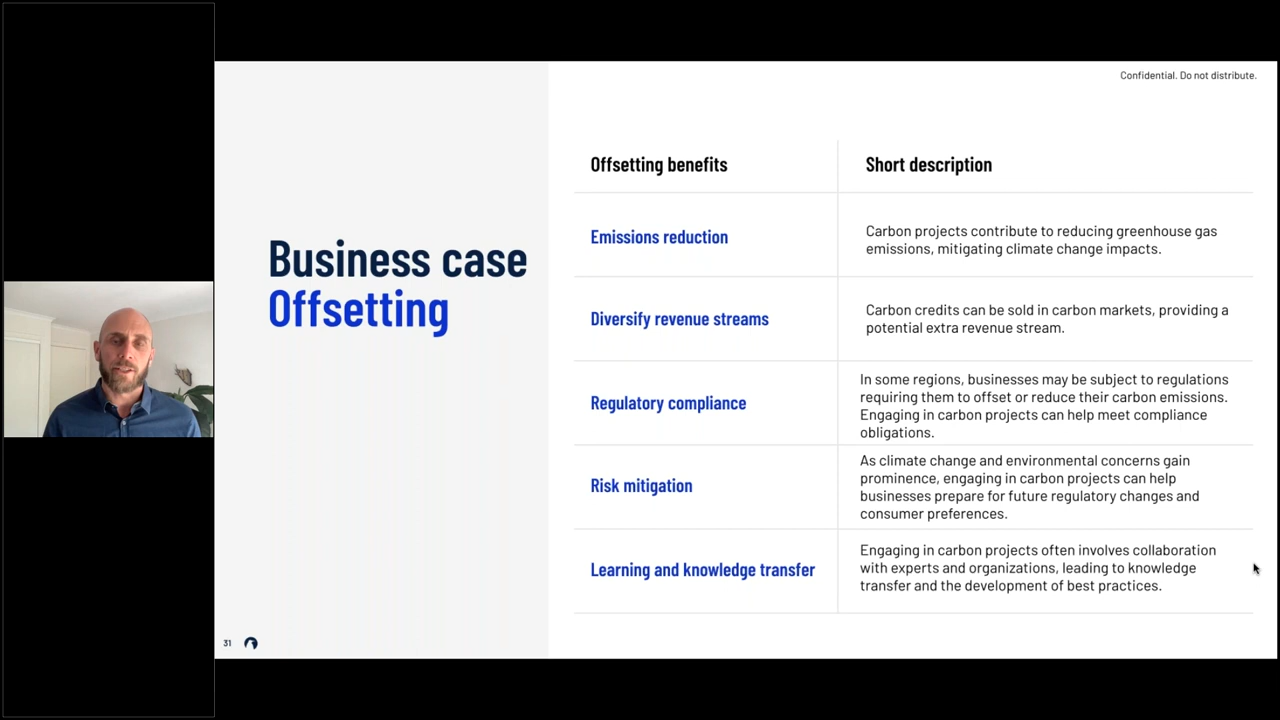 Confidential. Do not distribute.
Business case
Offsetting
Offsetting benefits
Short description
Emissions reduction
Carbon projects contribute to reducing greenhouse gas
emissions, mitigating climate change impacts.
Diversify revenue streams
Carbon credits can be sold in carbon markets, providing a
potential extra revenue stream.
Regulatory compliance
In some regions, businesses may be subject to regulations
requiring them to offset or reduce their carbon emissions.
Engaging in carbon projects can help meet compliance
obligations.
Risk mitigation
As climate change and environmental concerns gain
prominence, engaging in carbon projects can help
businesses prepare for future regulatory changes and
consumer preferences.
Learning and knowledge transfer
Engaging in carbon projects often involves collaboration
with experts and organizations, leading to knowledge
transfer and the development of best practices.
31